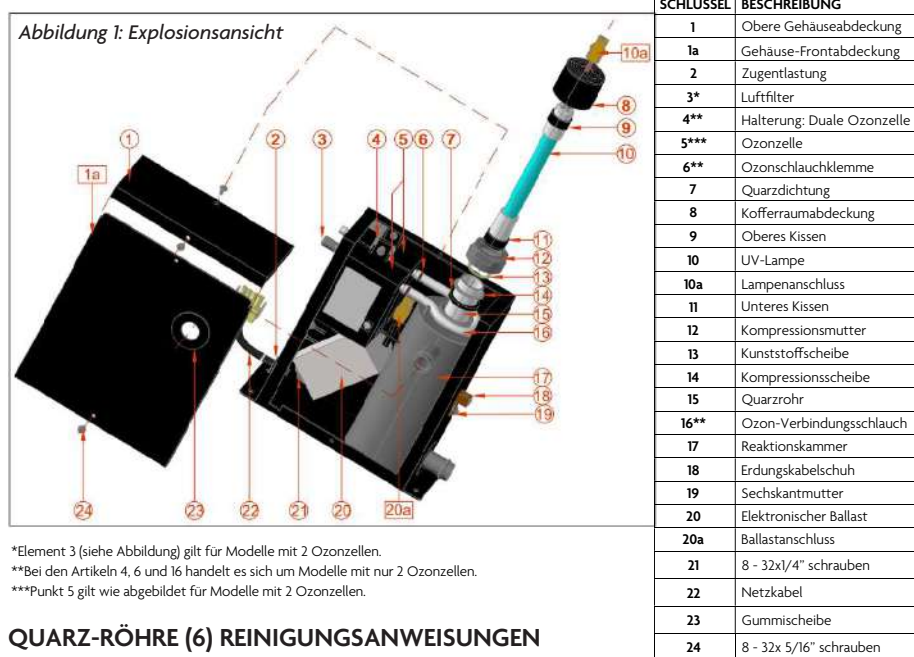 Abbildung 1: Explosionsansicht
10a
8
9
10
1
2
3
4
5
6
7
1a
11
12
13
14
15
16
17
18
19
24
23
22
21
20
20a
*Element 3 (siehe Abbildung) gilt für Modelle mit 2 Ozonzellen.
**Bei den Artikeln 4, 6 und 16 handelt es sich um Modelle mit nur 2 Ozonzellen.
***Punkt 5 gilt wie abgebildet für Modelle mit 2 Ozonzellen.
QUARZ-RÖHRE (6) REINIGUNGSANWEISUNGEN
SCHLÜSSEL BESCHREIBUNG
1 Obere Gehäuseabdeckung
1a Gehäuse-Frontabdeckung
2 Zugentlastung
3* Luftfilter
4** Halterung: Duale Ozonzelle
5*** Ozonzelle
6** Ozonschlauchklemme
7 Quarzdichtung
8 Kofferraumabdeckung
9 Oberes Kissen
10 UV-Lampe
10a Lampenanschluss
11 Unteres Kissen
12 Kompressionsmutter
13 Kunststoffscheibe
14 Kompressionsscheibe
15 Quarzrohr
16** Ozon-Verbindungsschlauch
17 Reaktionskammer
18 Erdungskabelschuh
19 Sechskantmutter
20 Elektronischer Ballast
20a Ballastanschluss
21 8 - 32x1/4" schrauben
22 Netzkabel
23 Gummischeibe
24 8 - 32x 5/16" schrauben